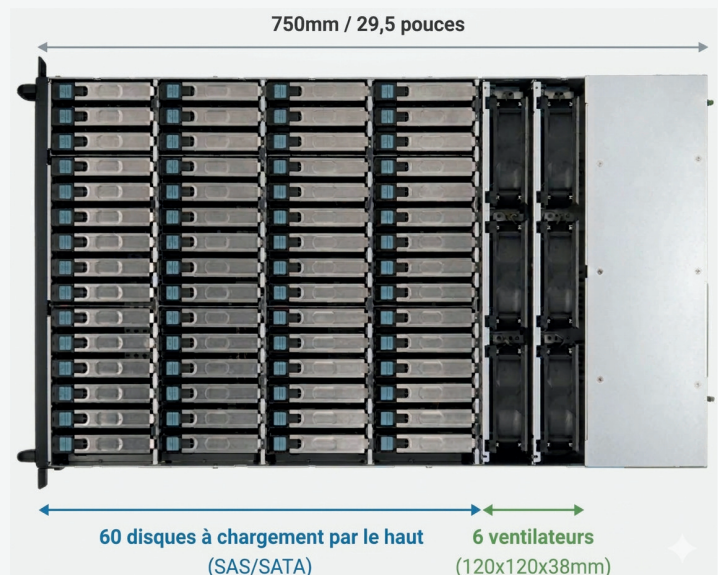 750mm / 29,5 pouces
60 disques à chargement par le haut
(SAS/SATA)
6 ventilateurs
(120x120x38mm)